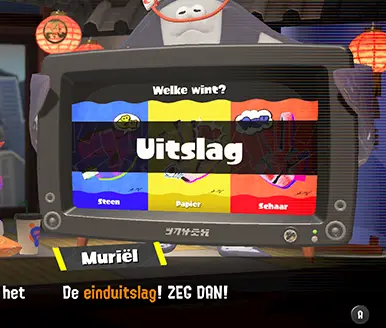 Welke wint?
Uitslag
Steen Papier Schaar
Muriël
het De einduitslag! ZEG DAN!
A